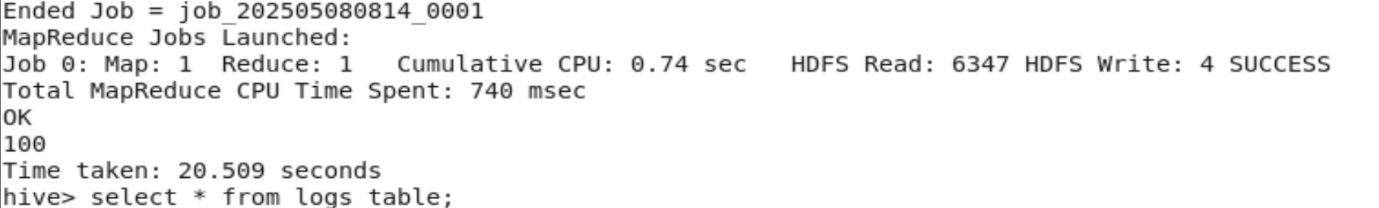 Ended Job = job_202505080814_0001
MapReduce Jobs Launched:
Job 0: Map: 1  Reduce: 1   Cumulative CPU: 0.74 sec   HDFS Read: 6347 HDFS Write: 4 SUCCESS
Total MapReduce CPU Time Spent: 740 msec
OK
100
Time taken: 20.509 seconds
hive> select * from logs table;